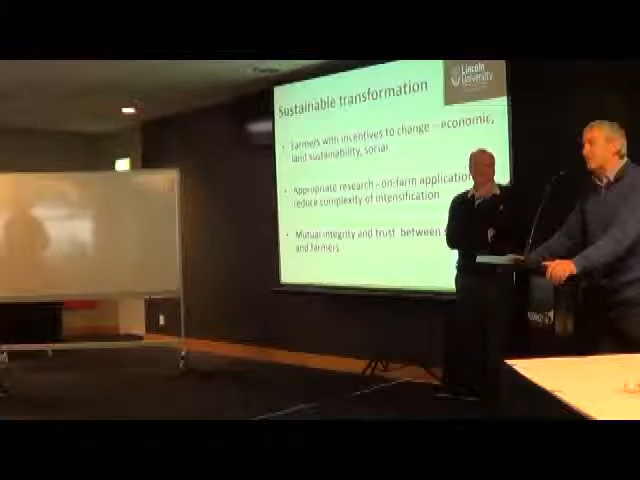 Lincoln
University
Sustainable transformation
• Farmers with incentives to change – economic,
land sustainability, social.
• Appropriate research - on-farm application
reduce complexity of intensification
• Mutual integrity and trust between
and farmers